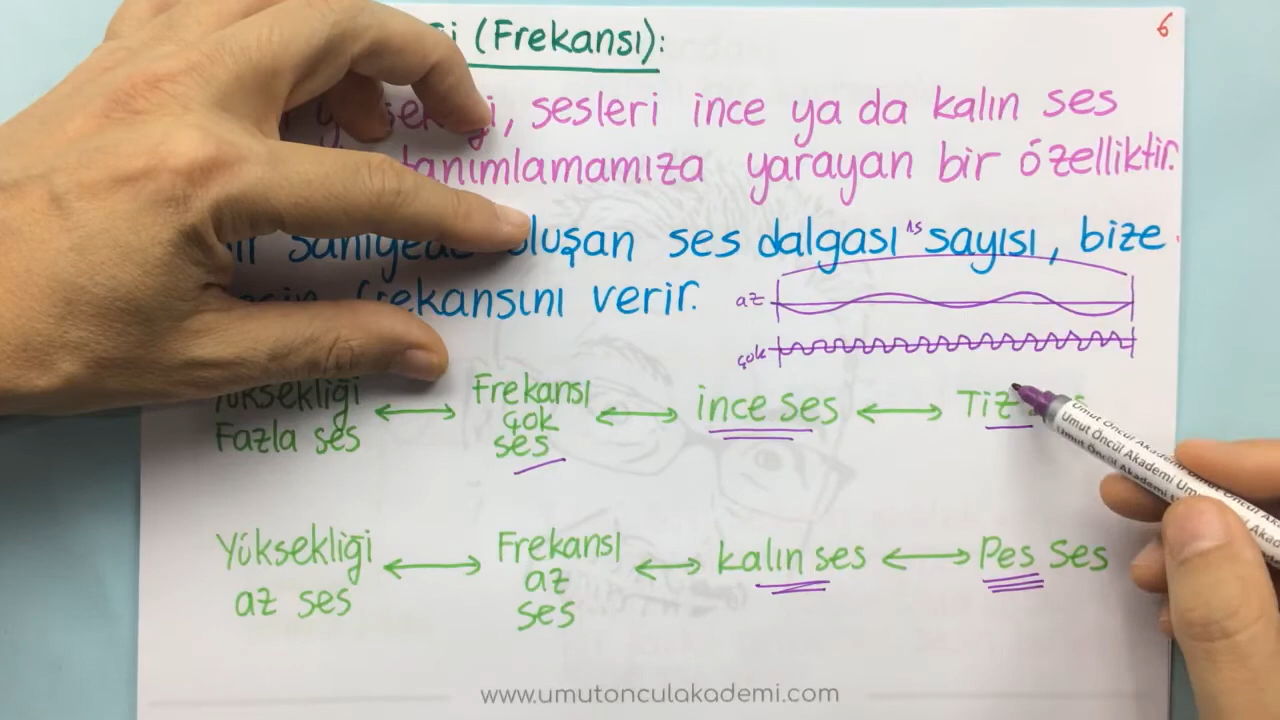 (Frekansı):
6
sesleri ince ya da kalın ses
tanımlamamıza yarayan bir özelliktir.
oluşan ses dalgası 1s sayısı, bize
frekansını verir.
az
çok
Yüksekliği Fazla ses ↔ Frekansı çok ses ↔ İnce ses ↔ Tiz
Yüksekliği az ses ↔ Frekansı az ses ↔ kalın ses ↔ Pes Ses
www.umutonculakademi.com
Umut Öncül Akademi